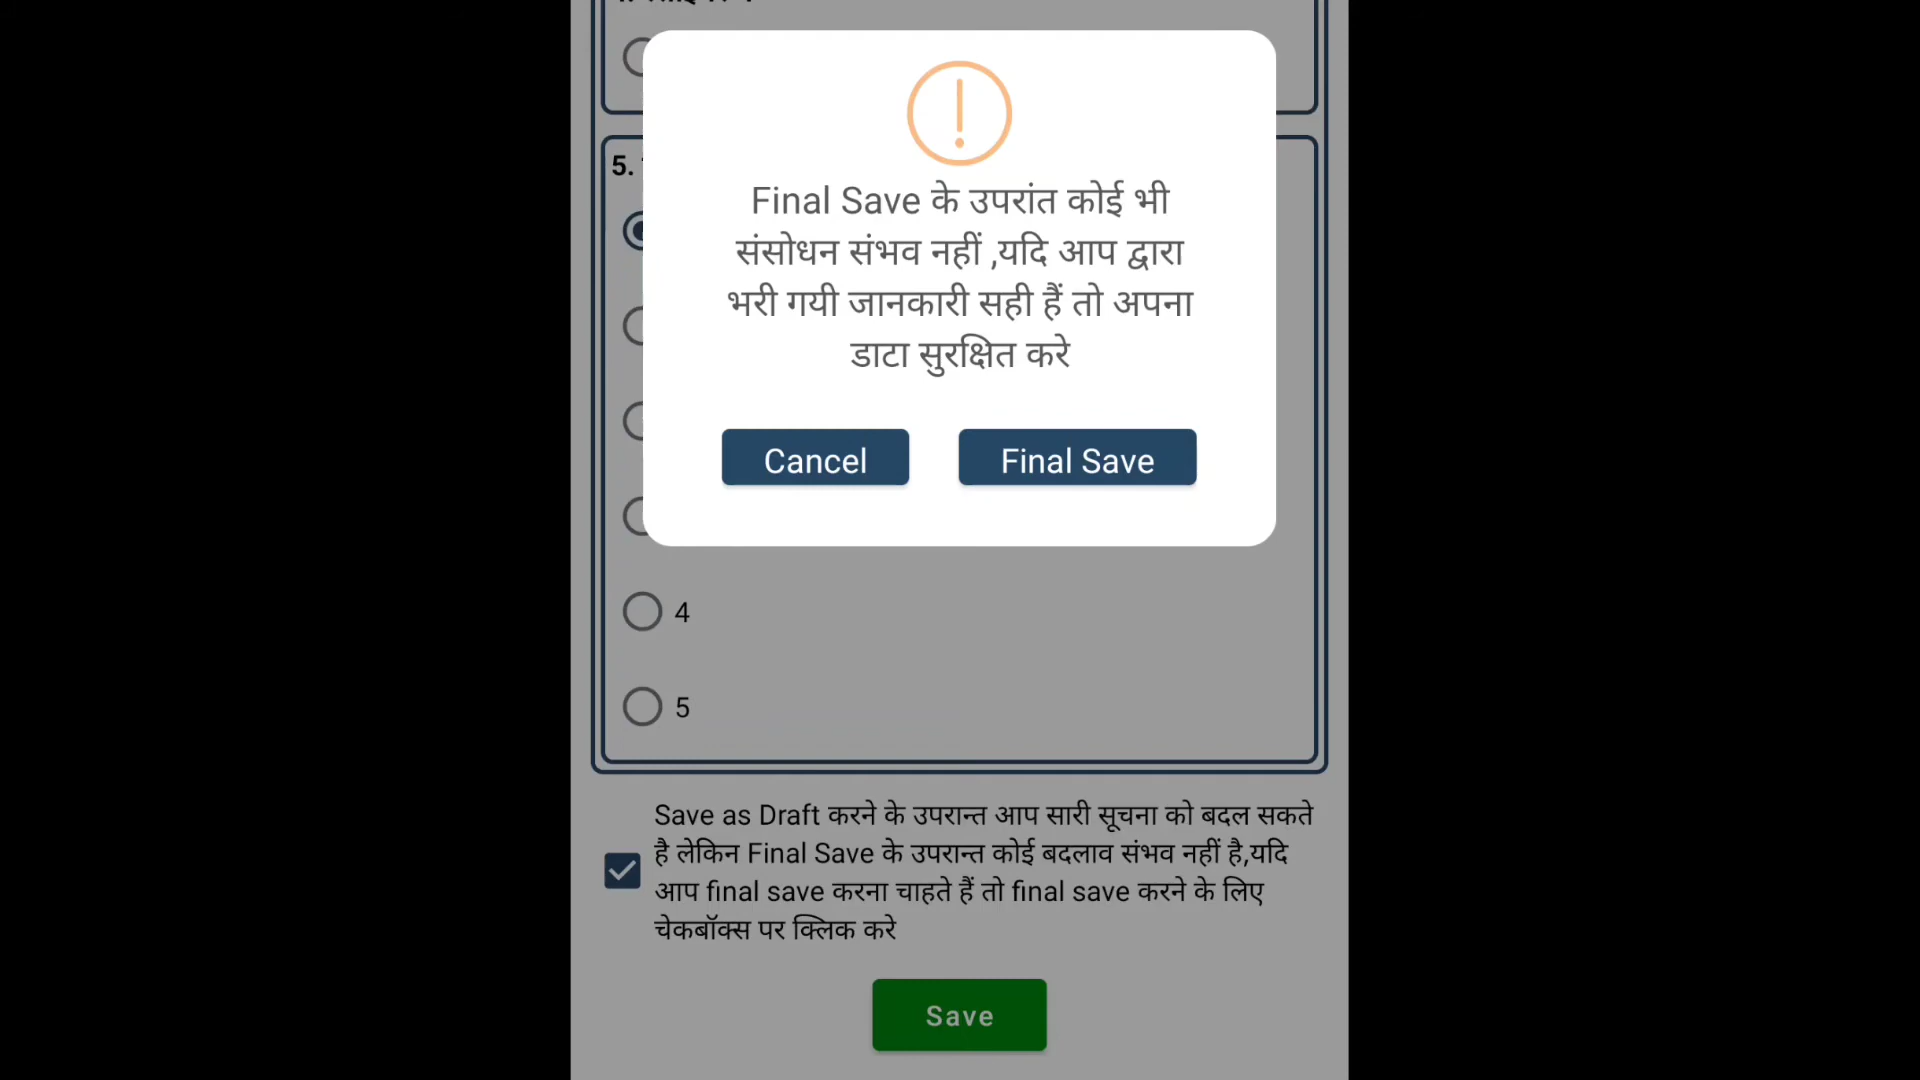 5.
Final Save के उपरांत कोई भी
संसोधन संभव नहीं ,यदि आप द्वारा
भरी गयी जानकारी सही हैं तो अपना
डाटा सुरक्षित करे
Cancel
Final Save
4
5
Save as Draft करने के उपरान्त आप सारी सूचना को बदल सकते
है लेकिन Final Save के उपरान्त कोई बदलाव संभव नहीं है,यदि
आप final save करना चाहते हैं तो final save करने के लिए
चेकबॉक्स पर क्लिक करे
Save